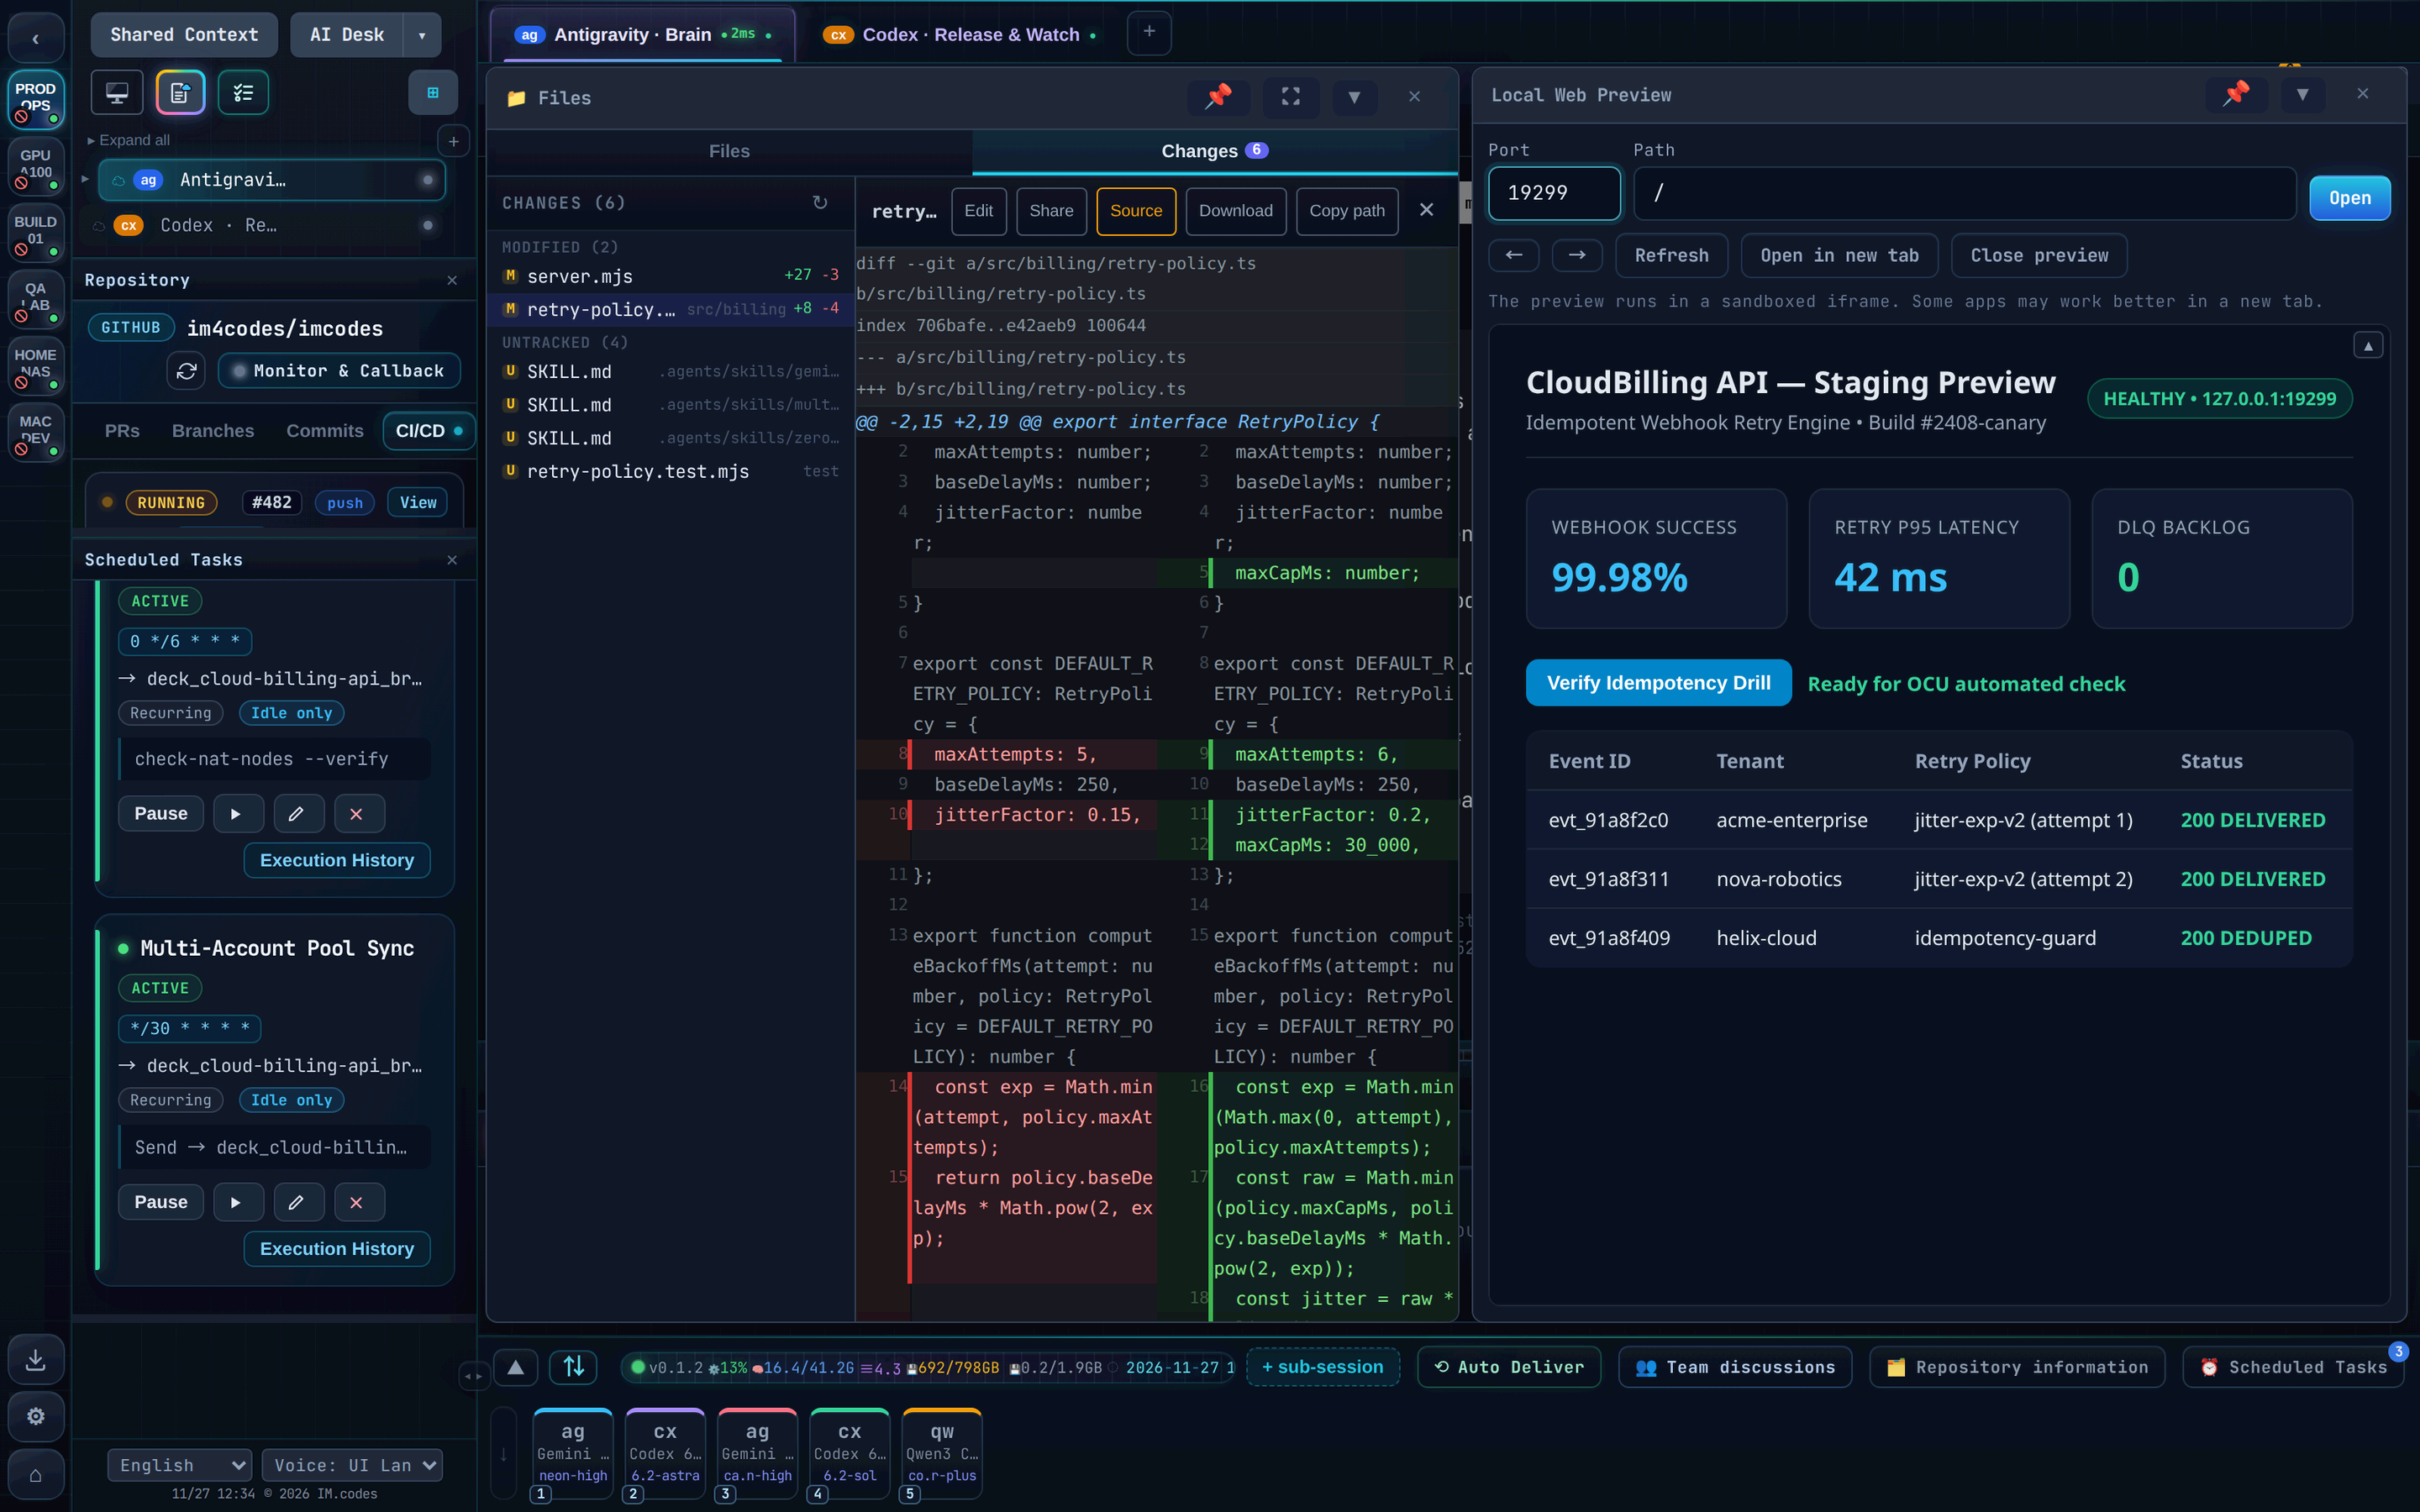 Shared Context
AI Desk
ag Antigravity · Brain 2ms
cx Codex · Release & Watch
+
PROD OPS
GPU A100
BUILD 01
QA LAB
HOME NAS
MAC DEV
Expand all
ag Antigravi…
cx Codex · Re…
Repository
GITHUB im4codes/imcodes
Monitor & Callback
PRs Branches Commits CI/CD
RUNNING #482 push View
Scheduled Tasks
ACTIVE
0 */6 * * *
→ deck_cloud-billing-api_br…
Recurring Idle only
check-nat-nodes --verify
Pause
Execution History
Multi-Account Pool Sync
ACTIVE
*/30 * * * *
→ deck_cloud-billing-api_br…
Recurring Idle only
Send → deck_cloud-billin…
Pause
Execution History
English
Voice: UI Lan
11/27 12:34 © 2026 IM.codes
Files
Files
Changes 6
CHANGES (6)
MODIFIED (2)
M server.mjs +27 -3
M retry-policy.… src/billing +8 -4
UNTRACKED (4)
U SKILL.md .agents/skills/gemi…
U SKILL.md .agents/skills/mult…
U SKILL.md .agents/skills/zero…
U retry-policy.test.mjs test
retry… Edit Share Source Download Copy path
diff --git a/src/billing/retry-policy.ts
b/src/billing/retry-policy.ts
index 706bafe..e42aeb9 100644
--- a/src/billing/retry-policy.ts
+++ b/src/billing/retry-policy.ts
@@ -2,15 +2,19 @@ export interface RetryPolicy {
2 maxAttempts: number; 2 maxAttempts: number;
3 baseDelayMs: number; 3 baseDelayMs: number;
4 jitterFactor: numbe 4 jitterFactor: numbe
r; r;
5 maxCapMs: number;
5 } 6 }
6 7
7 export const DEFAULT_R 8 export const DEFAULT_R
ETRY_POLICY: RetryPoli ETRY_POLICY: RetryPoli
cy = { cy = {
8 maxAttempts: 5, 9 maxAttempts: 6,
9 baseDelayMs: 250, 10 baseDelayMs: 250,
10 jitterFactor: 0.15, 11 jitterFactor: 0.2,
12 maxCapMs: 30_000,
11 }; 13 };
12 14
13 export function comput 15 export function comput
eBackoffMs(attempt: nu eBackoffMs(attempt: nu
mber, policy: RetryPol mber, policy: RetryPol
icy = DEFAULT_RETRY_PO icy = DEFAULT_RETRY_PO
LICY): number { LICY): number {
14 const exp = Math.min 16 const exp = Math.min
(attempt, policy.maxAt (Math.max(0, attempt),
tempts); policy.maxAttempts);
15 return policy.baseDe 17 const raw = Math.min
layMs * Math.pow(2, ex (policy.maxCapMs, poli
p); cy.baseDelayMs * Math.
pow(2, exp));
18 const jitter = raw *
Local Web Preview
Port Path
19299 / Open
← → Refresh Open in new tab Close preview
The preview runs in a sandboxed iframe. Some apps may work better in a new tab.
CloudBilling API — Staging Preview
Idempotent Webhook Retry Engine • Build #2408-canary
HEALTHY • 127.0.0.1:19299
WEBHOOK SUCCESS RETRY P95 LATENCY DLQ BACKLOG
99.98% 42 ms 0
Verify Idempotency Drill Ready for OCU automated check
Event ID Tenant Retry Policy Status
evt_91a8f2c0 acme-enterprise jitter-exp-v2 (attempt 1) 200 DELIVERED
evt_91a8f311 nova-robotics jitter-exp-v2 (attempt 2) 200 DELIVERED
evt_91a8f409 helix-cloud idempotency-guard 200 DEDUPED
v0.1.2 13% 16.4/41.2G 4.3 692/798GB 0.2/1.9GB 2026-11-27 1
+ sub-session
Auto Deliver
Team discussions
Repository information
Scheduled Tasks 3
ag Gemini … neon-high 1
cx Codex 6… 6.2-astra 2
ag Gemini … ca.n-high 3
cx Codex 6… 6.2-sol 4
qw Qwen3 C… co.r-plus 5